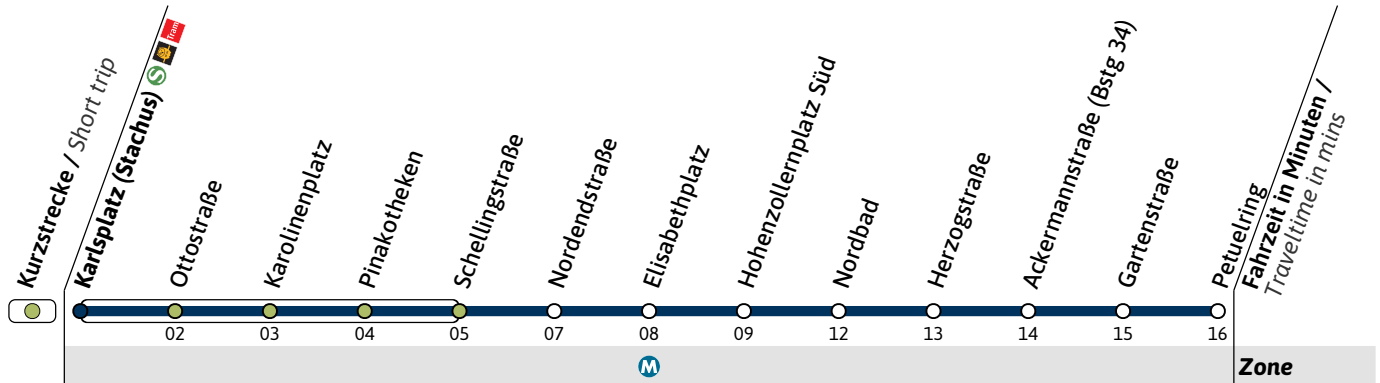 Kurzstrecke / Short trip
Karlsplatz (Stachus) S Tram
Ottostraße
Karolinenplatz
Pinakotheken
Schellingstraße
Nordendstraße
Elisabethplatz
Hohenzollernplatz Süd
Nordbad
Herzogstraße
Ackermannstraße (Bstg 34)
Gartenstraße
Petuelring
Fahrzeit in Minuten /
Traveltime in mins
02 03 04 05 07 08 09 12 13 14 15 16
M Zone